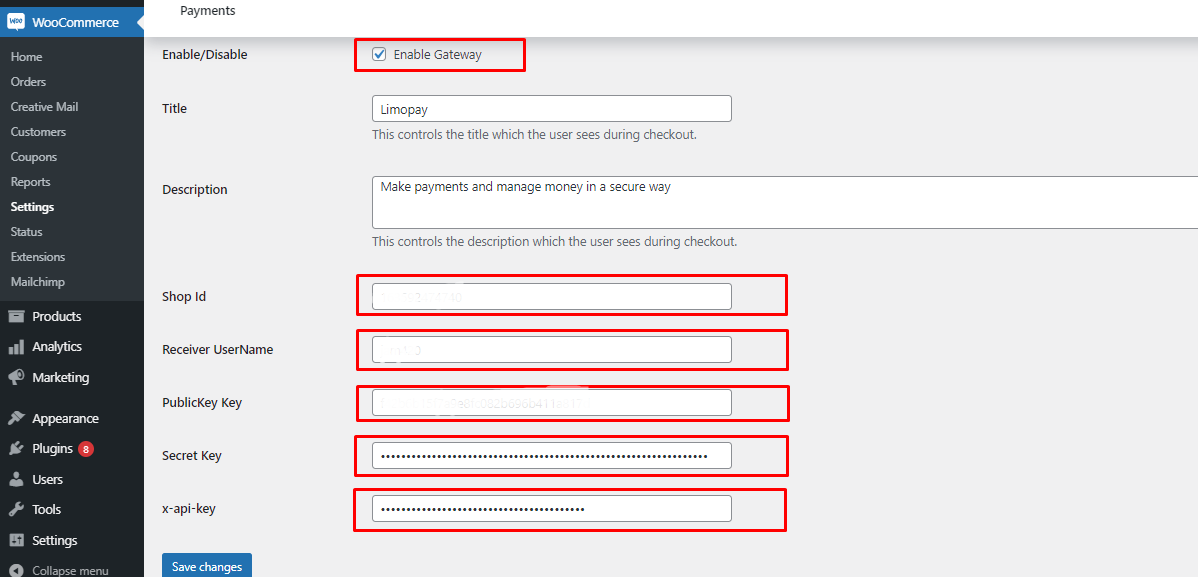 Payments
WooCommerce
Home
Orders
Creative Mail
Customers
Coupons
Reports
Settings
Status
Extensions
Mailchimp
Products
Analytics
Marketing
Appearance
Plugins 8
Users
Tools
Settings
Collapse menu
Enable/Disable
Enable Gateway
Title
Limopay
This controls the title which the user sees during checkout.
Description
Make payments and manage money in a secure way
This controls the description which the user sees during checkout.
Shop Id
Receiver UserName
PublicKey Key
Secret Key
x-api-key
Save changes